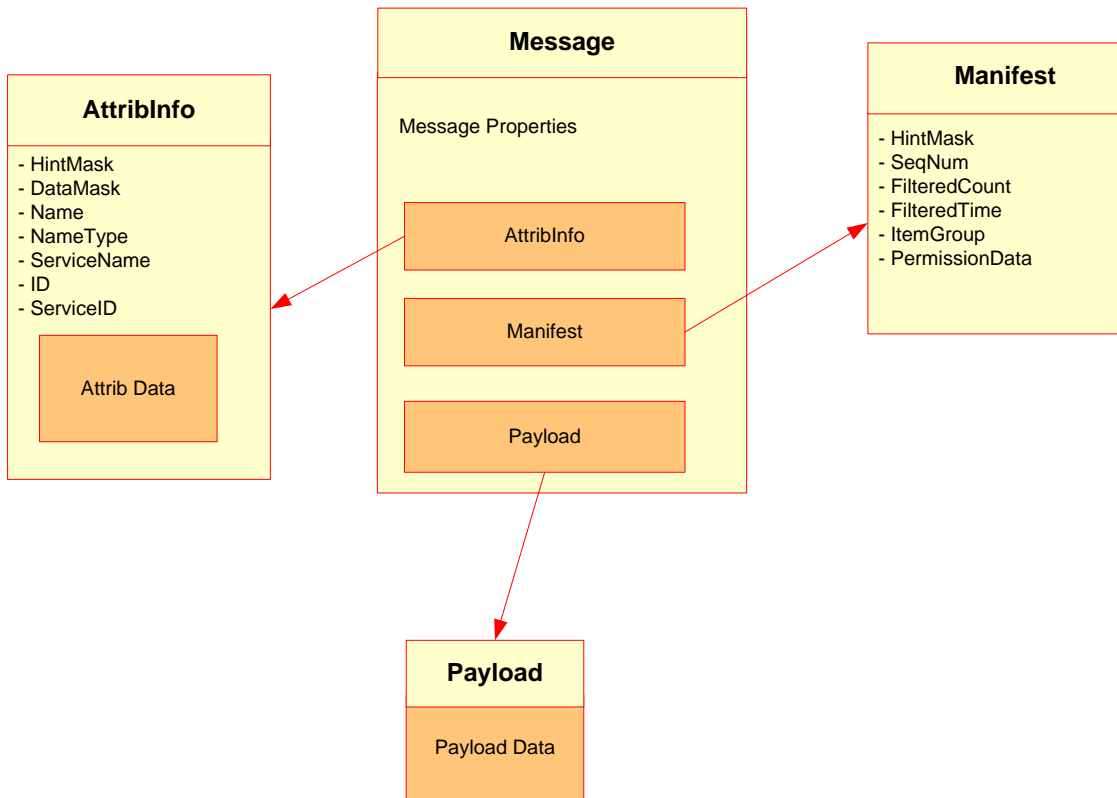 Message
Message Properties
AttribInfo
Manifest
Payload
AttribInfo
- HintMask
- DataMask
- Name
- NameType
- ServiceName
- ID
- ServiceID
Attrib Data
Manifest
- HintMask
- SeqNum
- FilteredCount
- FilteredTime
- ItemGroup
- PermissionData
Payload
Payload Data